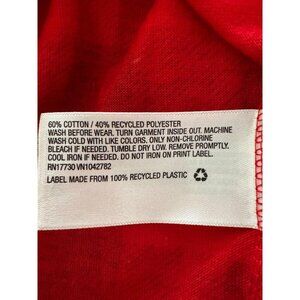 60% COTTON / 40% RECYCLED POLYESTER
WASH BEFORE WEAR. TURN GARMENT INSIDE OUT. MACHINE
WASH COLD WITH LIKE COLORS. ONLY NON-CHLORINE
BLEACH IF NEEDED. TUMBLE DRY LOW. REMOVE PROMPTLY.
COOL IRON IF NEEDED. DO NOT IRON ON PRINT LABEL.
RN17730 VN1042782
LABEL MADE FROM 100% RECYCLED PLASTIC